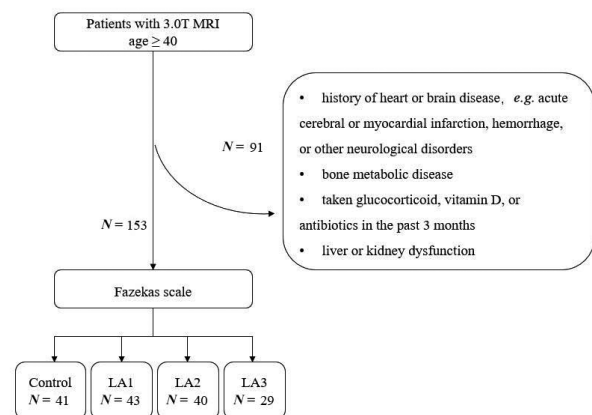 Patients with 3.0T MRI
age ≥ 40
• history of heart or brain disease, e.g. acute
cerebral or myocardial infarction, hemorrhage,
or other neurological disorders
• bone metabolic disease
• taken glucocorticoid, vitamin D, or
antibiotics in the past 3 months
• liver or kidney dysfunction
N = 91
N = 153
Fazekas scale
Control
N = 41
LA1
N = 43
LA2
N = 40
LA3
N = 29